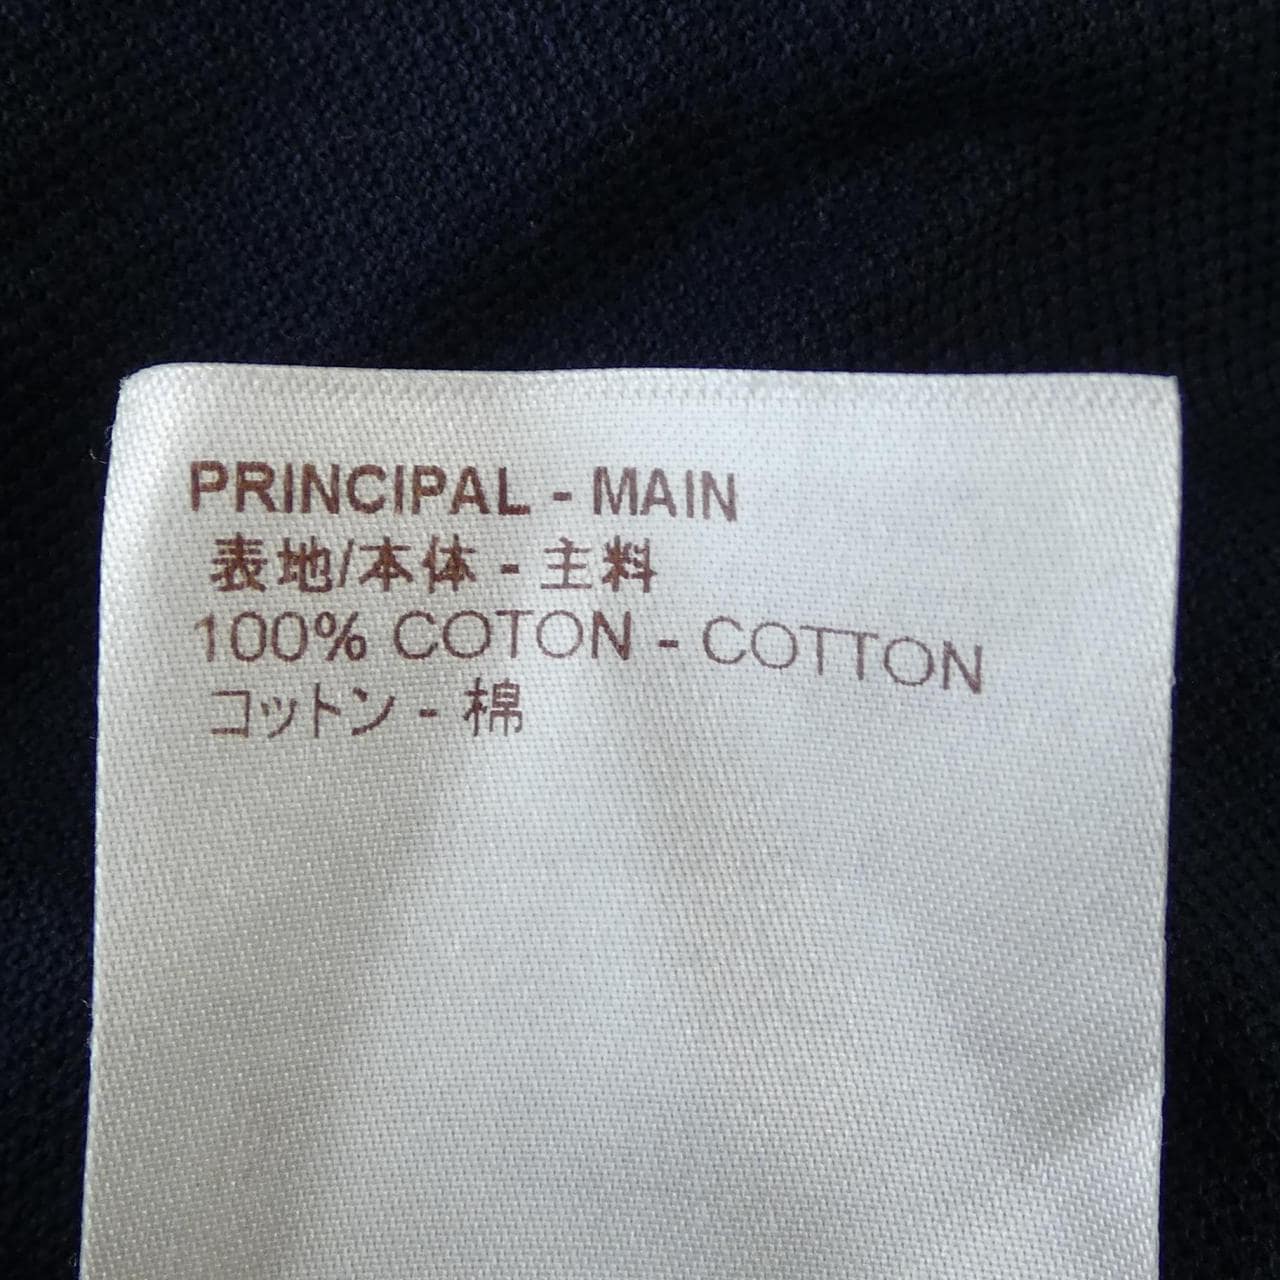 PRINCIPAL - MAIN
表地/本体 - 主料
100% COTON - COTTON
コットン - 棉